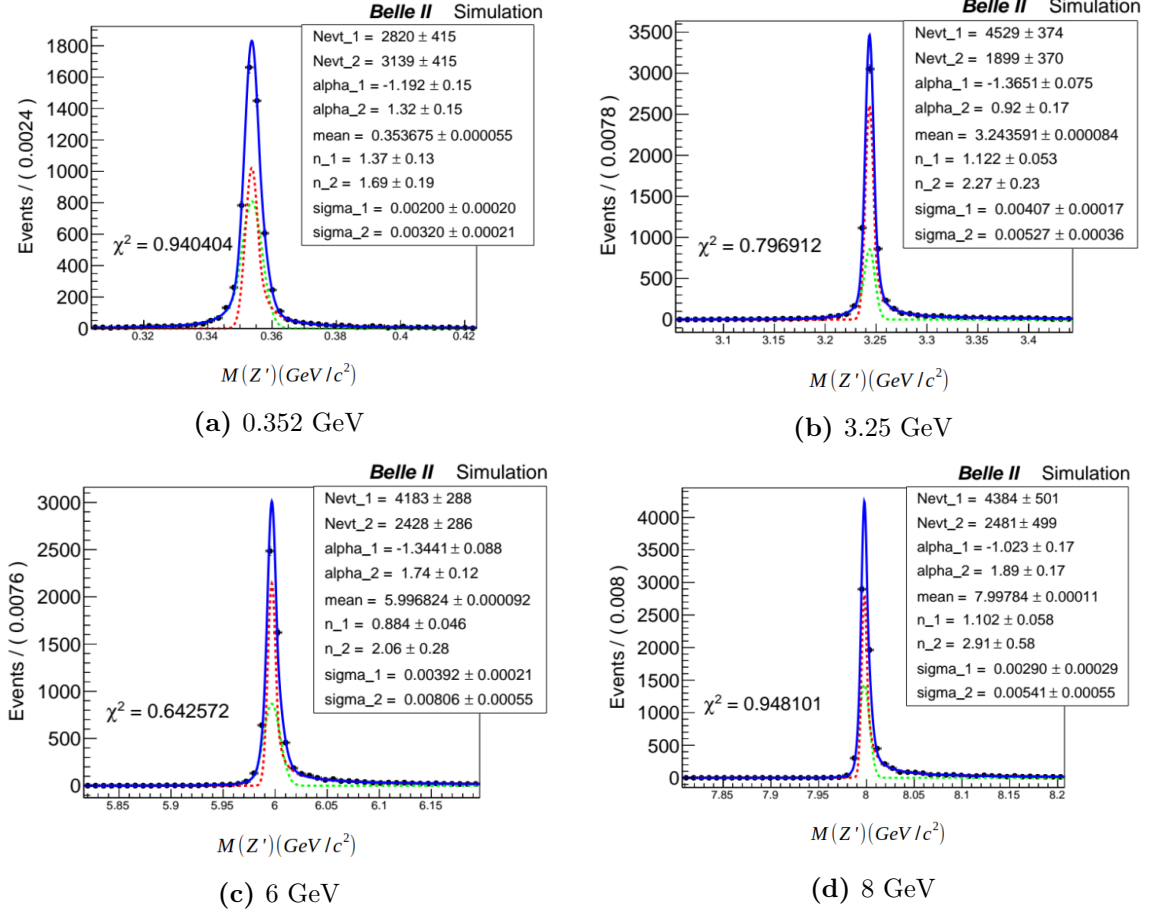 Belle II Simulation
Nevt_1 = 2820 ± 415
Nevt_2 = 3139 ± 415
alpha_1 = -1.192 ± 0.15
alpha_2 = 1.32 ± 0.15
mean = 0.353675 ± 0.000055
n_1 = 1.37 ± 0.13
n_2 = 1.69 ± 0.19
sigma_1 = 0.00200 ± 0.00020
sigma_2 = 0.00320 ± 0.00021
χ² = 0.940404
Events / ( 0.0024)
1800
1600
1400
1200
1000
800
600
400
200
0
0.32 0.34 0.36 0.38 0.4 0.42
M(Z')(GeV/c²)
(a) 0.352 GeV
Belle II Simulation
Nevt_1 = 4529 ± 374
Nevt_2 = 1899 ± 370
alpha_1 = -1.3651 ± 0.075
alpha_2 = 0.92 ± 0.17
mean = 3.243591 ± 0.000084
n_1 = 1.122 ± 0.053
n_2 = 2.27 ± 0.23
sigma_1 = 0.00407 ± 0.00017
sigma_2 = 0.00527 ± 0.00036
χ² = 0.796912
Events / ( 0.0078)
3500
3000
2500
2000
1500
1000
500
0
3.1 3.2 3.25 3.3 3.4
M(Z')(GeV/c²)
(b) 3.25 GeV
Belle II Simulation
Nevt_1 = 4183 ± 288
Nevt_2 = 2428 ± 286
alpha_1 = -1.3441 ± 0.088
alpha_2 = 1.74 ± 0.12
mean = 5.996824 ± 0.000092
n_1 = 0.884 ± 0.046
n_2 = 2.06 ± 0.28
sigma_1 = 0.00392 ± 0.00021
sigma_2 = 0.00806 ± 0.00055
χ² = 0.642572
Events / ( 0.0076)
3000
2500
2000
1500
1000
500
0
5.85 5.9 5.95 6 6.05 6.1 6.15
M(Z')(GeV/c²)
(c) 6 GeV
Belle II Simulation
Nevt_1 = 4384 ± 501
Nevt_2 = 2481 ± 499
alpha_1 = -1.023 ± 0.17
alpha_2 = 1.89 ± 0.17
mean = 7.99784 ± 0.00011
n_1 = 1.102 ± 0.058
n_2 = 2.91 ± 0.58
sigma_1 = 0.00290 ± 0.00029
sigma_2 = 0.00541 ± 0.00055
χ² = 0.948101
Events / ( 0.008)
4000
3500
3000
2500
2000
1500
1000
500
0
7.85 7.9 7.95 8 8.05 8.1 8.15 8.2
M(Z')(GeV/c²)
(d) 8 GeV